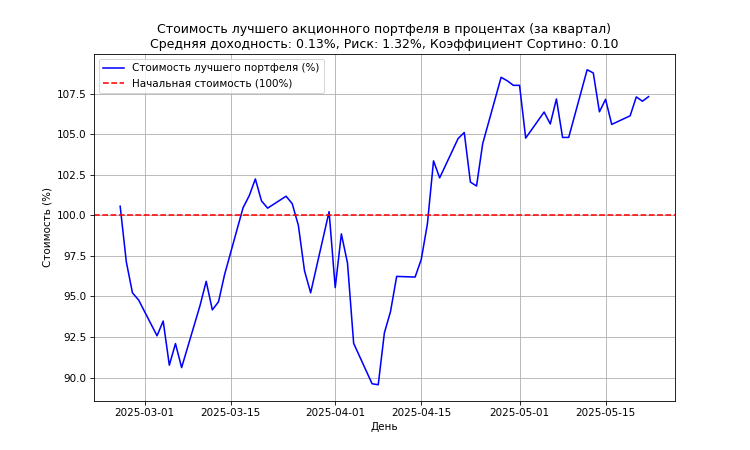 Стоимость лучшего акционного портфеля в процентах (за квартал)
Средняя доходность: 0.13%, Риск: 1.32%, Коэффициент Сортино: 0.10
Стоимость лучшего портфеля (%)
Начальная стоимость (100%)
Стоимость (%)
107.5
105.0
102.5
100.0
97.5
95.0
92.5
90.0
2025-03-01 2025-03-15 2025-04-01 2025-04-15 2025-05-01 2025-05-15
День